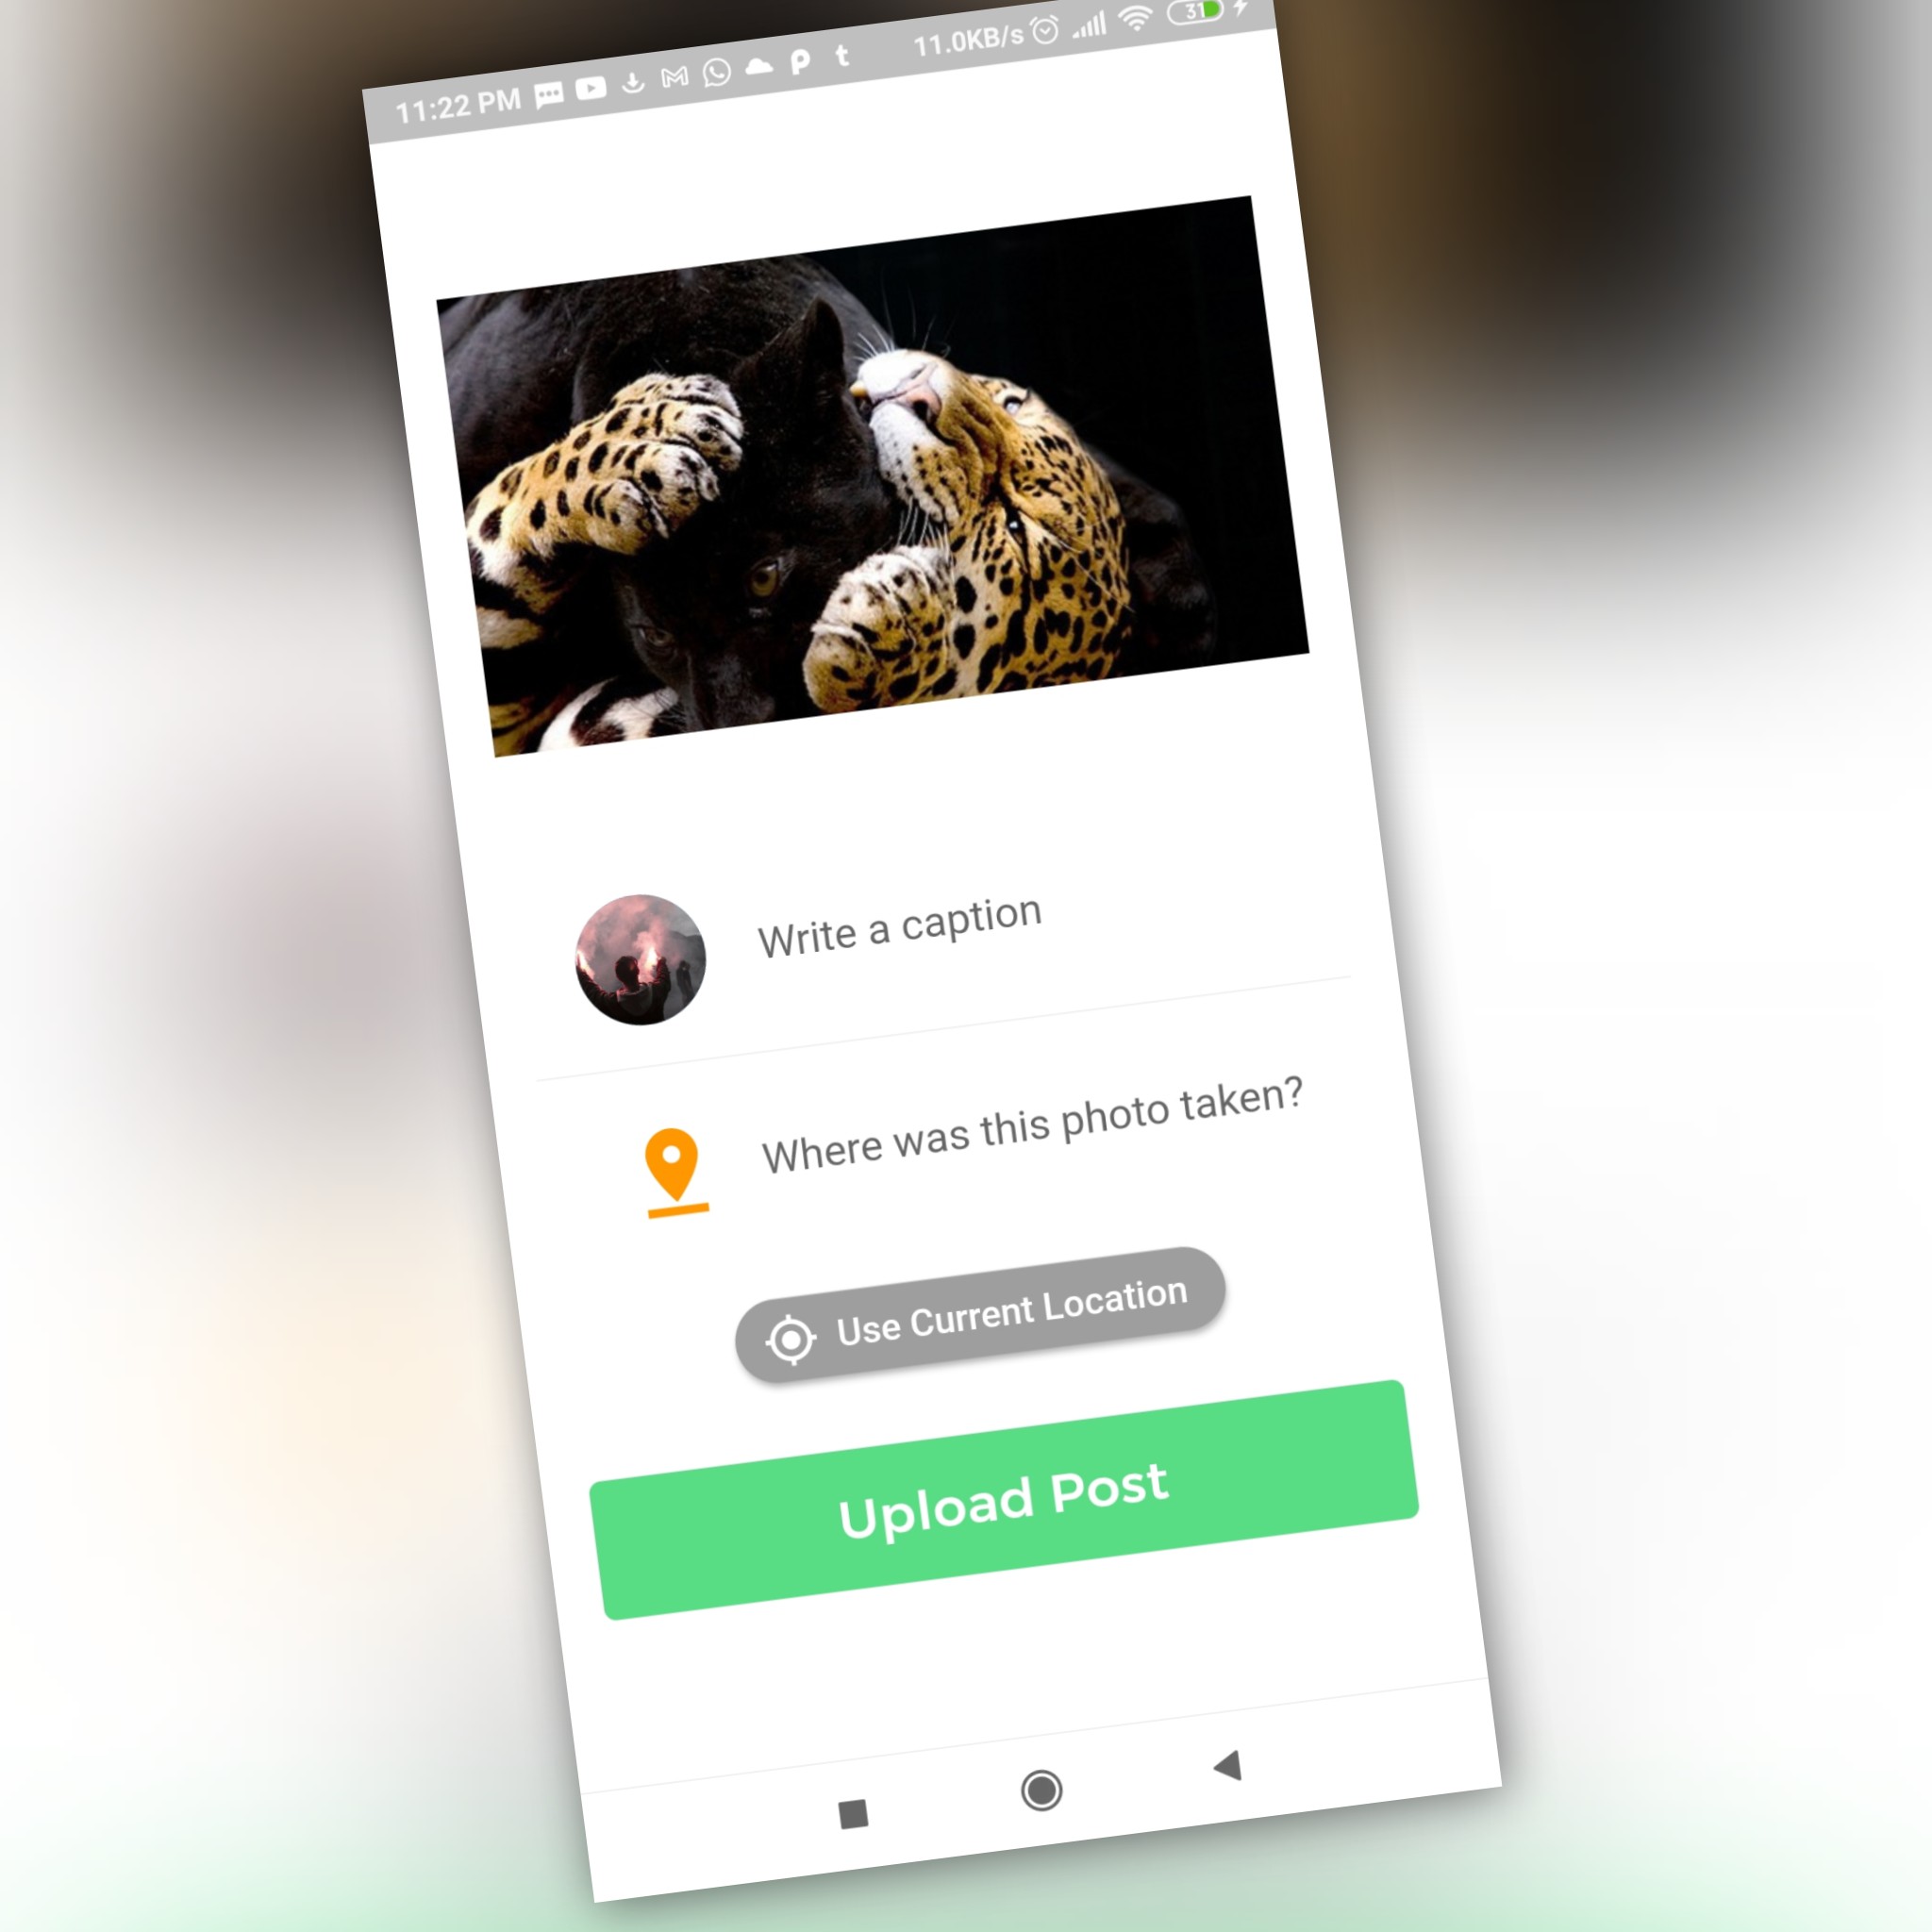 11:22 PM 11.0KB/s 31
Write a caption
Where was this photo taken?
Use Current Location
Upload Post